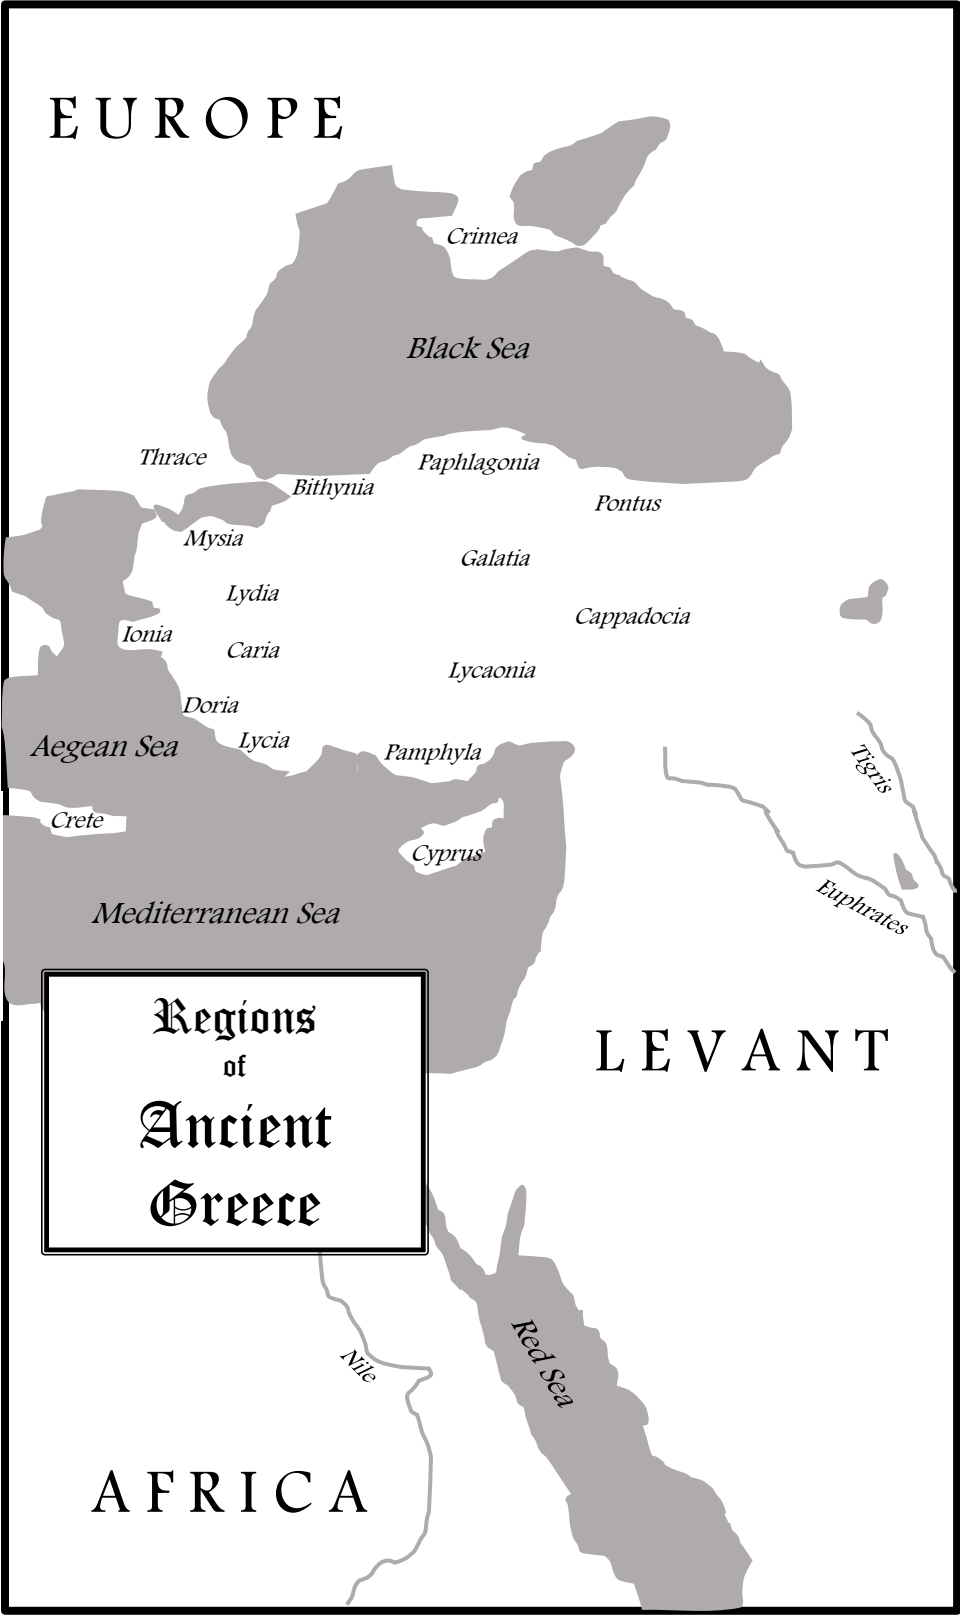 EUROPE
Crimea
Black Sea
Thrace
Paphlagonia
Bithynia
Pontus
Mysia
Galatia
Lydia
Cappadocia
Ionia
Caria
Lycaonia
Doria
Lycia
Aegean Sea
Pamphyla
Tigris
Crete
Cyprus
Euphrates
Mediterranean Sea
Regions
of
Ancient
Greece
LEVANT
Red Sea
Nile
AFRICA